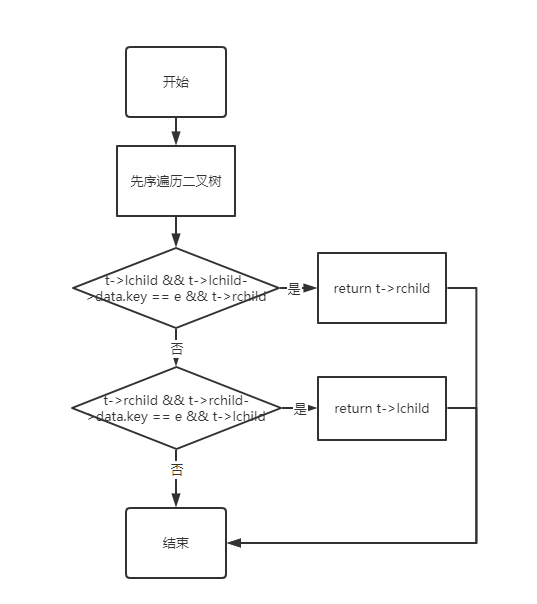 开始
先序遍历二叉树
t->lchild && t->lchild-
>data.key == e && t->rchild
是
return t->rchild
否
t->rchild && t->rchild-
>data.key == e && t->lchild
是
return t->lchild
否
结束